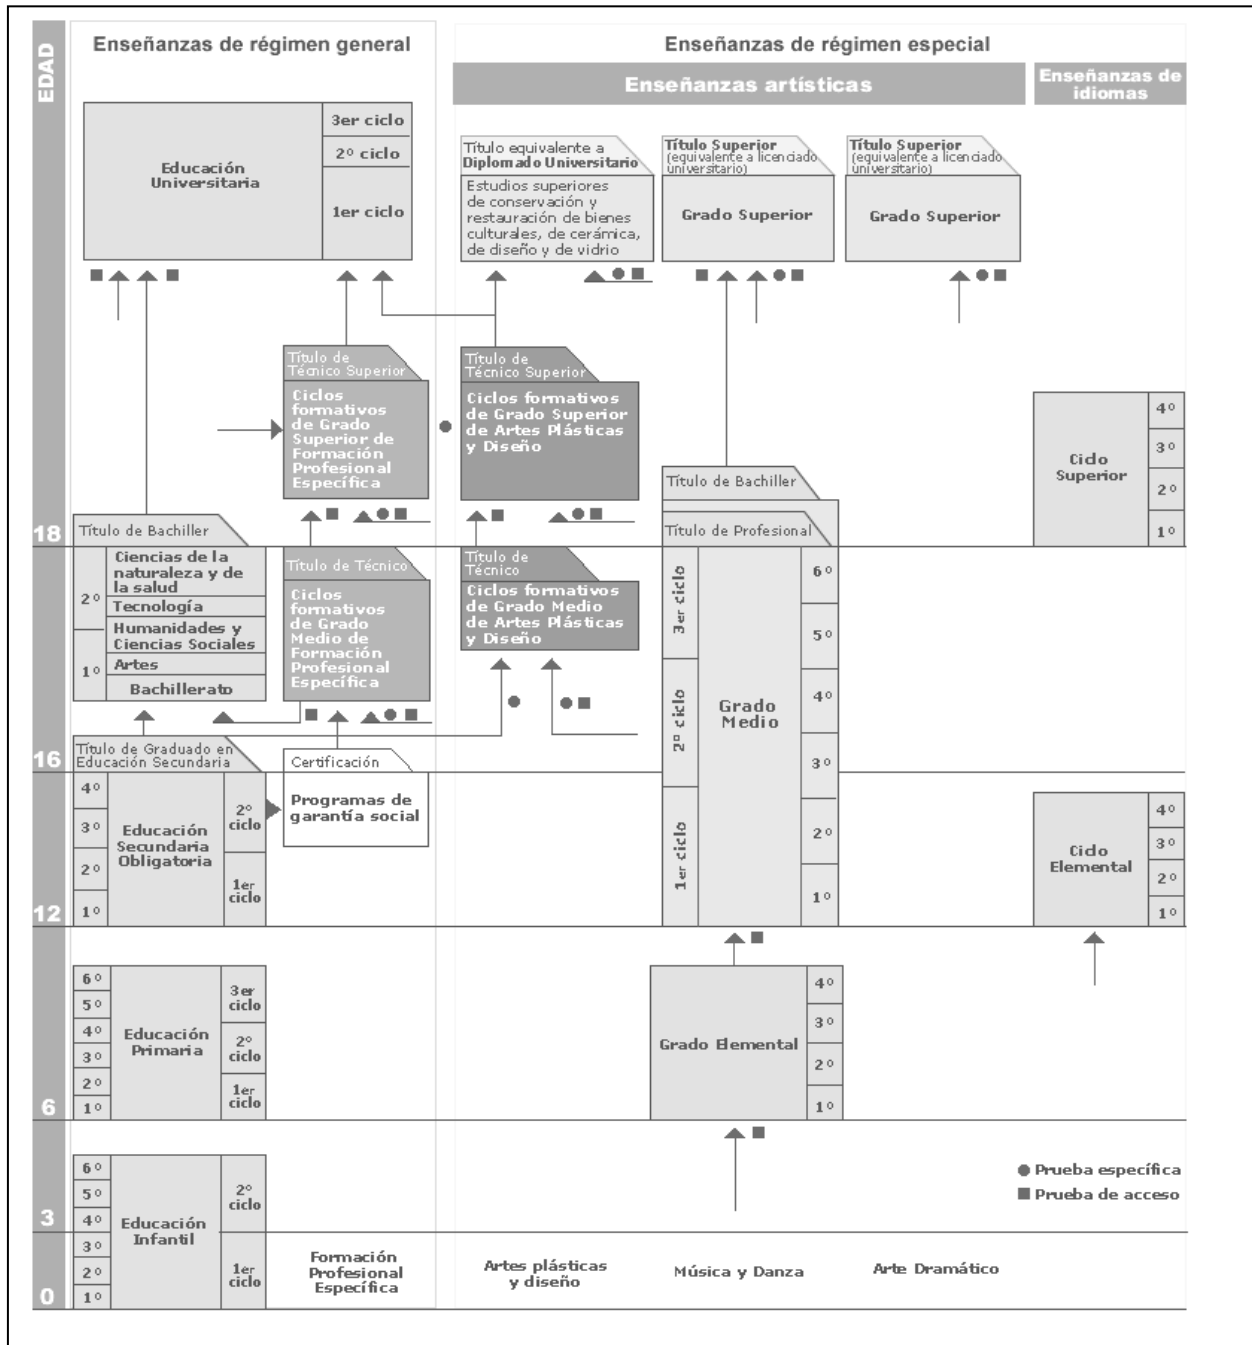 EDAD
Enseñanzas de régimen general
Enseñanzas de régimen especial
Enseñanzas artísticas
Enseñanzas de
idiomas
Educación
Universitaria
3er ciclo
2º ciclo
1er ciclo
Título equivalente a
Diplomado Universitario
Estudios superiores
de conservación y
restauración de bienes
culturales, de cerámica,
de diseño y de vidrio
Título Superior
(equivalente a licenciado
universitario)
Grado Superior
Título Superior
(equivalente a licenciado
universitario)
Grado Superior
Título de
Técnico Superior
Ciclos
formativos
de Grado
Superior de
Formación
Profesional
Específica
Título de
Técnico Superior
Ciclos formativos
de Grado Superior
de Artes Plásticas
y Diseño
Ciclo
Superior
4º
3º
2º
1º
Título de Bachiller
Título de Profesional
18
Título de Bachiller
2º
1º
Ciencias de la
naturaleza y de
la salud
Tecnología
Humanidades y
Ciencias Sociales
Artes
Bachillerato
Título de Técnico
Ciclos
formativos
de Grado
Medio de
Formación
Profesional
Específica
Título de
Técnico
Ciclos formativos
de Grado Medio
de Artes Plásticas
y Diseño
3er ciclo
2º ciclo
1er ciclo
Grado
Medio
6º
5º
4º
3º
2º
1º
16
Título de Graduado en
Educación Secundaria
Certificación
Programas de
garantía social
4º
3º
2º
1º
Educación
Secundaria
Obligatoria
2º
ciclo
1er
ciclo
Ciclo
Elemental
4º
3º
2º
1º
12
6º
5º
4º
3º
2º
1º
Educación
Primaria
3er
ciclo
2º
ciclo
1er
ciclo
Grado Elemental
4º
3º
2º
1º
6
6º
5º
4º
3º
2º
1º
Educación
Infantil
2º
ciclo
1er
ciclo
Prueba específica
Prueba de acceso
3
0
Formación
Profesional
Específica
Artes plásticas
y diseño
Música y Danza
Arte Dramático